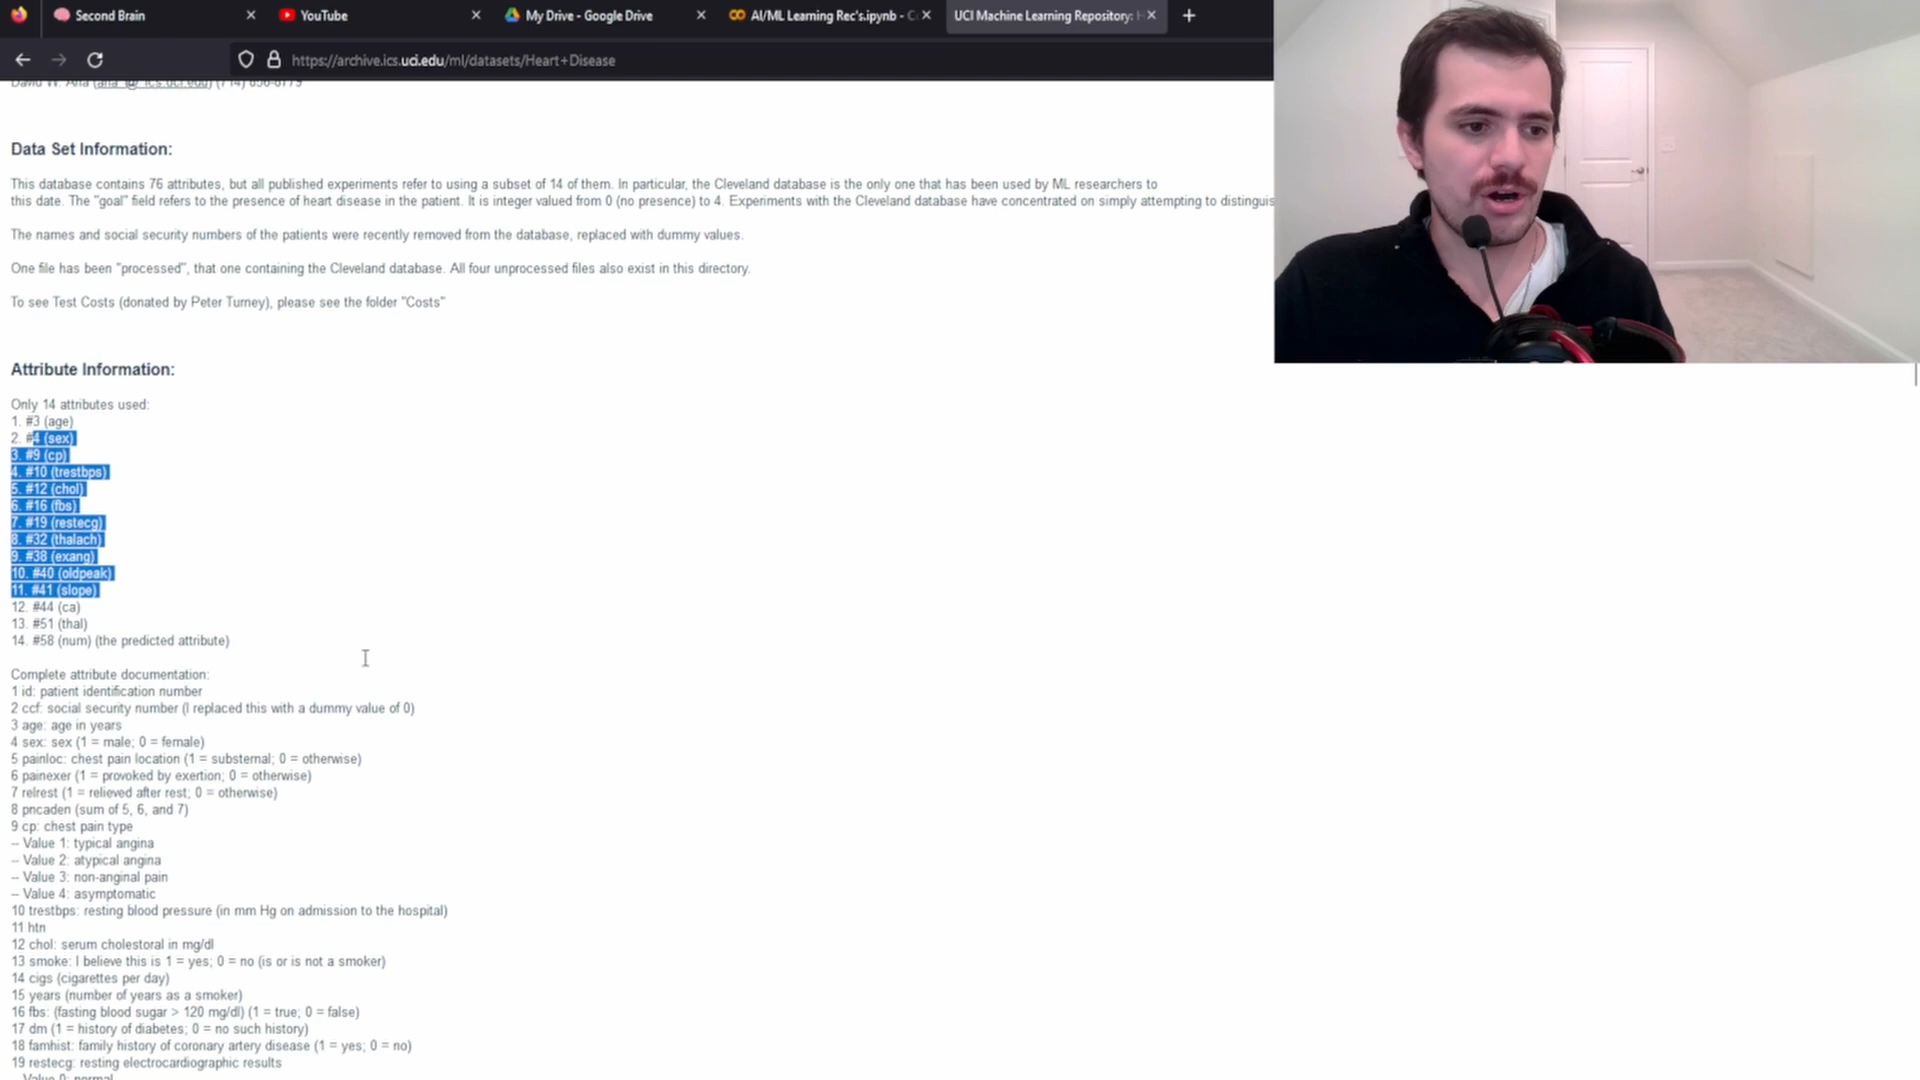 Second Brain
YouTube
My Drive - Google Drive
AI/ML Learning Rec's.ipynb - C
UCI Machine Learning Repository: H
https://archive.ics.uci.edu/ml/datasets/Heart+Disease
Data Set Information:
This database contains 76 attributes, but all published experiments refer to using a subset of 14 of them. In particular, the Cleveland database is the only one that has been used by ML researchers to
this date. The "goal" field refers to the presence of heart disease in the patient. It is integer valued from 0 (no presence) to 4. Experiments with the Cleveland database have concentrated on simply attempting to distinguis
The names and social security numbers of the patients were recently removed from the database, replaced with dummy values.
One file has been "processed", that one containing the Cleveland database. All four unprocessed files also exist in this directory.
To see Test Costs (donated by Peter Turney), please see the folder "Costs"
Attribute Information:
Only 14 attributes used:
1. #3 (age)
2. #4 (sex)
3. #9 (cp)
4. #10 (trestbps)
5. #12 (chol)
6. #16 (fbs)
7. #19 (restecg)
8. #32 (thalach)
9. #38 (exang)
10. #40 (oldpeak)
11. #41 (slope)
12. #44 (ca)
13. #51 (thal)
14. #58 (num) (the predicted attribute)
Complete attribute documentation:
1 id: patient identification number
2 ccf: social security number (I replaced this with a dummy value of 0)
3 age: age in years
4 sex: sex (1 = male; 0 = female)
5 painloc: chest pain location (1 = substernal; 0 = otherwise)
6 painexer (1 = provoked by exertion; 0 = otherwise)
7 relrest (1 = relieved after rest; 0 = otherwise)
8 pncaden (sum of 5, 6, and 7)
9 cp: chest pain type
-- Value 1: typical angina
-- Value 2: atypical angina
-- Value 3: non-anginal pain
-- Value 4: asymptomatic
10 trestbps: resting blood pressure (in mm Hg on admission to the hospital)
11 htn
12 chol: serum cholestoral in mg/dl
13 smoke: I believe this is 1 = yes; 0 = no (is or is not a smoker)
14 cigs (cigarettes per day)
15 years (number of years as a smoker)
16 fbs: (fasting blood sugar > 120 mg/dl) (1 = true; 0 = false)
17 dm (1 = history of diabetes; 0 = no such history)
18 famhist: family history of coronary artery disease (1 = yes; 0 = no)
19 restecg: resting electrocardiographic results
Value 0: normal